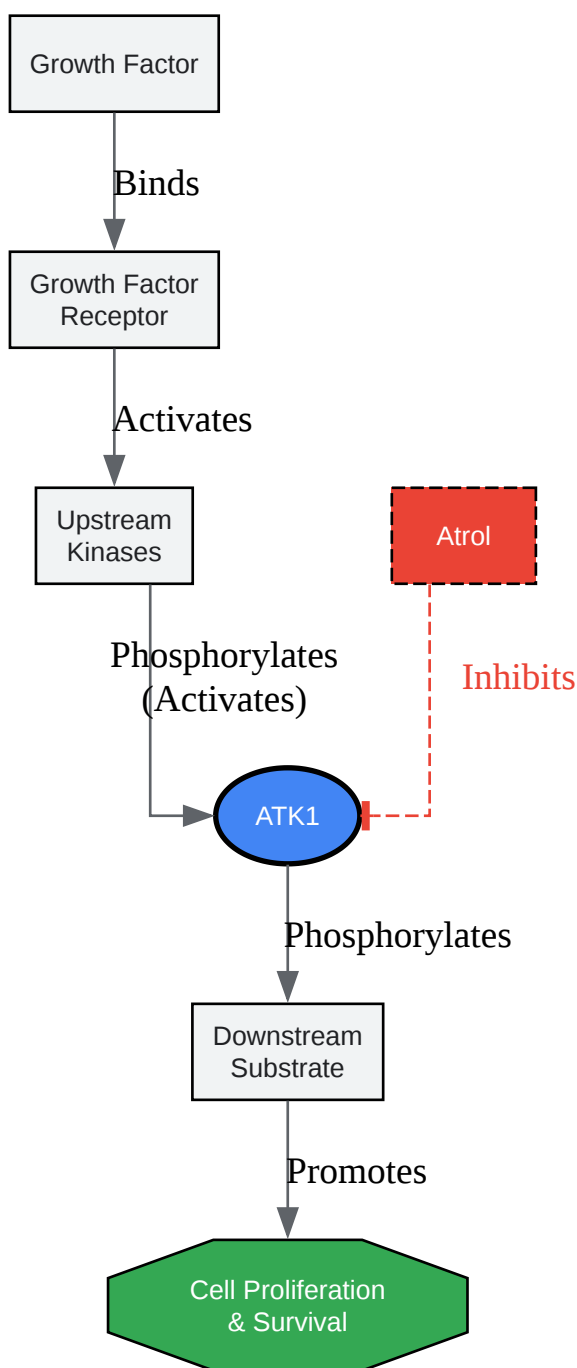 Growth Factor
Binds
Growth Factor
Receptor
Activates
Upstream
Kinases
Atrol
Phosphorylates
(Activates)
Inhibits
ATK1
Phosphorylates
Downstream
Substrate
Promotes
Cell Proliferation
& Survival